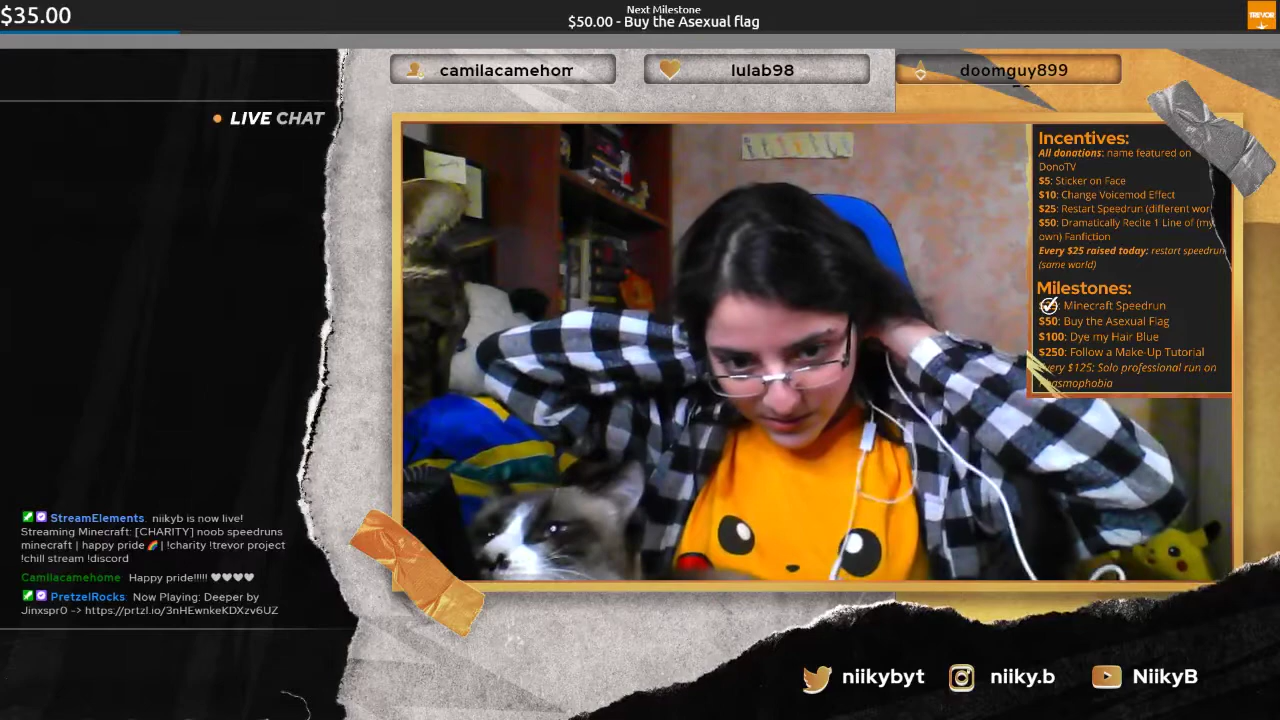 $35.00
Next Milestone
$50.00 - Buy the Asexual flag
TREVOR
camilacamehom
lulab98
doomguy899
LIVE CHAT
Incentives:
All donations: name featured on
DonoTV
$5: Sticker on Face
$10: Change Voicemod Effect
$25: Restart Speedrun (different wor
$50: Dramatically Recite 1 Line of (my
own) Fanfiction
Every $25 raised today: restart speedrun
(same world)
Milestones:
Minecraft Speedrun
$50: Buy the Asexual Flag
$100: Dye my Hair Blue
$250: Follow a Make-Up Tutorial
Every $125: Solo professional run on
Phasmophobia
StreamElements: niikyb is now live!
Streaming Minecraft: [CHARITY] noob speedruns
minecraft | happy pride🏳️‍🌈 | !charity !trevor project
!chill stream !discord
Camilacamehome: Happy pride!!!!! ♥♥♥♥
PretzelRocks: Now Playing: Deeper by
Jinxspr0 -> https://prtzl.io/3nHEwnkeKDXzv6UZ
niikybyt
niiky.b
NiikyB